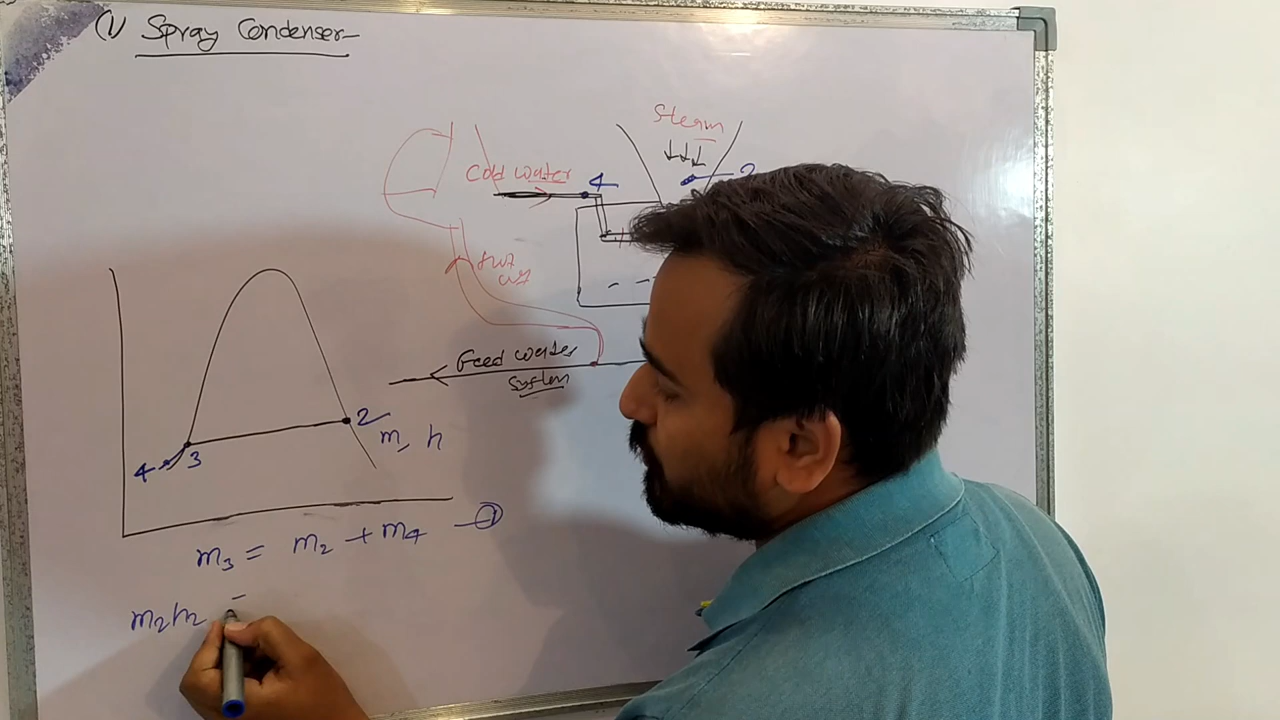 (1) Spray Condenser-
Steam
Cold water
4
2
Feed water
system
2
m, h
4
3
m3 = m2 + m4 - 1
m2h2 =